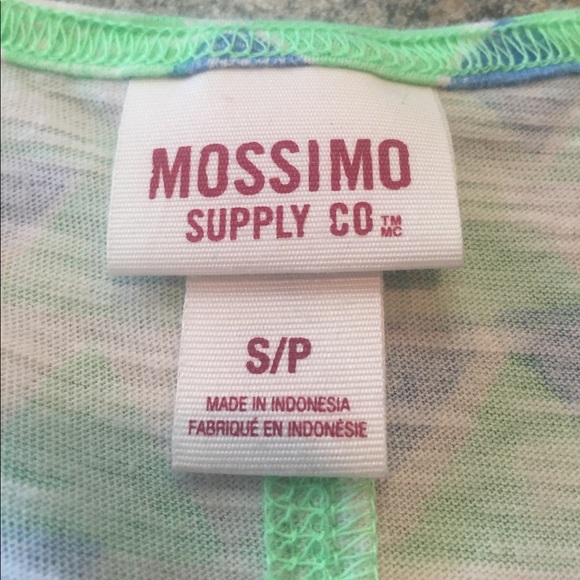 MOSSIMO
SUPPLY CO ™ MC
S/P
MADE IN INDONESIA
FABRIQUÉ EN INDONÉSIE